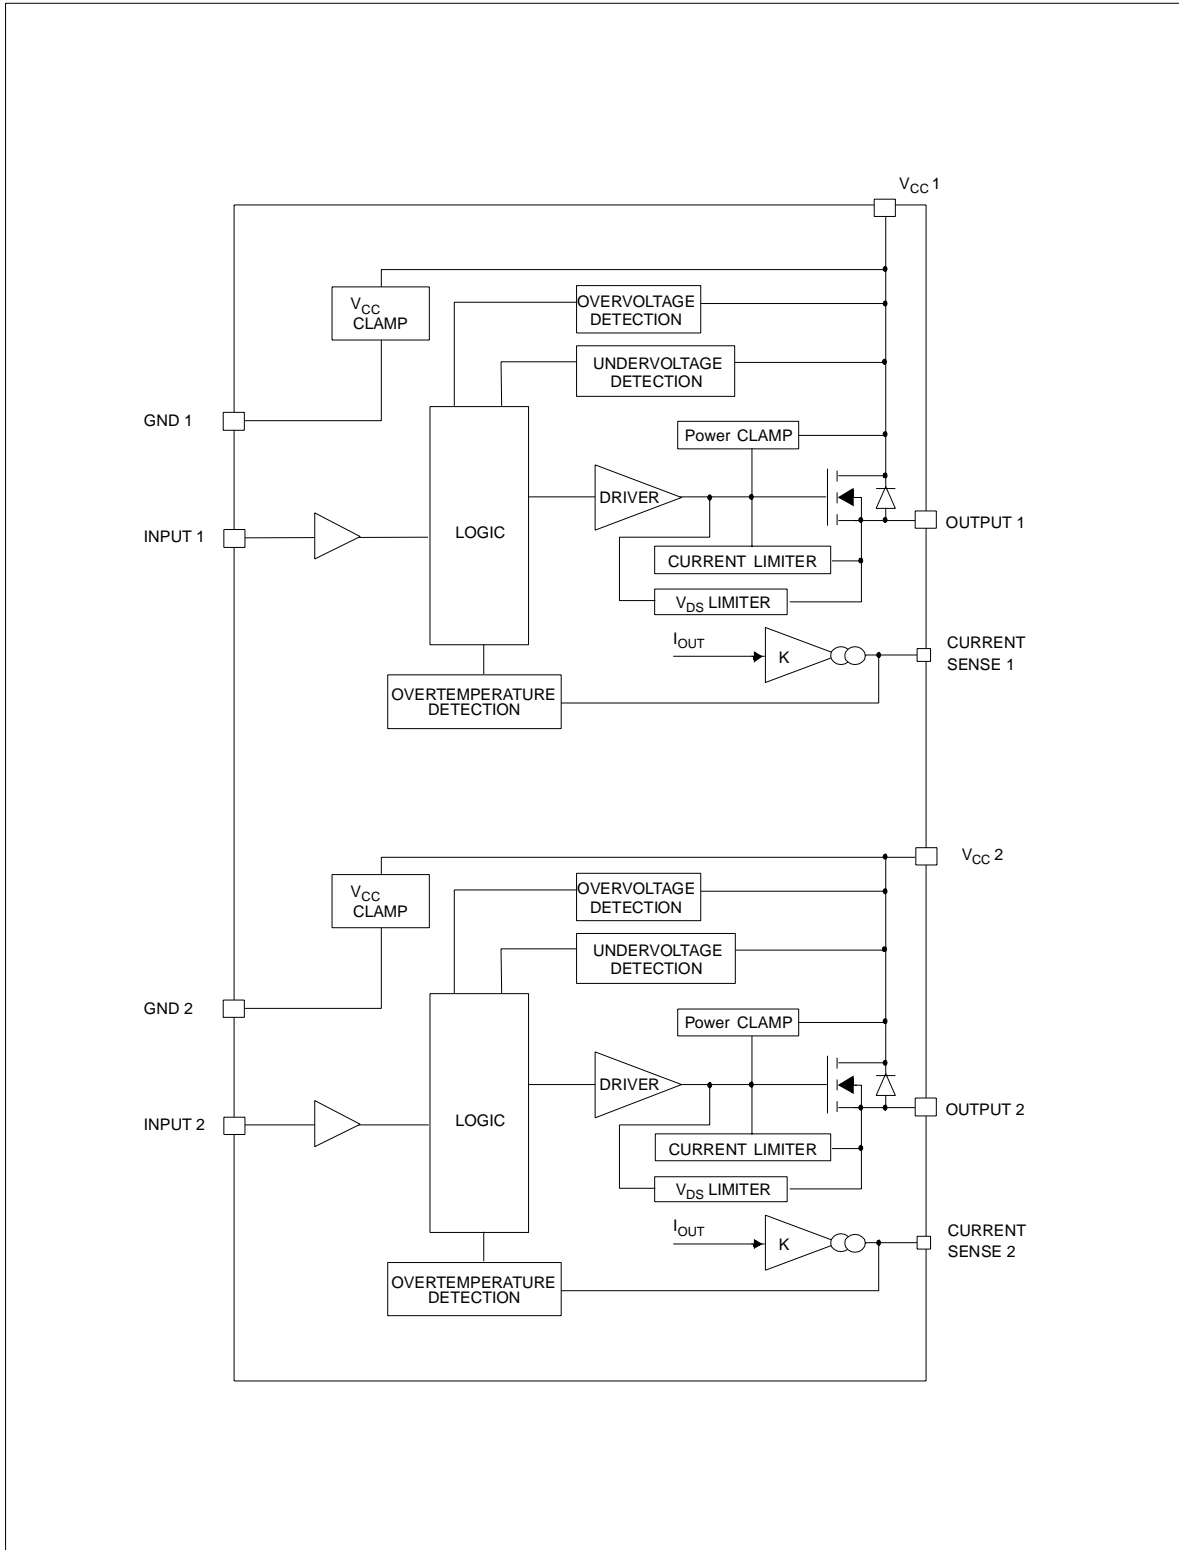 VCC 1
VCC
CLAMP
OVERVOLTAGE
DETECTION
UNDERVOLTAGE
DETECTION
GND 1
Power CLAMP
DRIVER
INPUT 1
LOGIC
OUTPUT 1
CURRENT LIMITER
VDS LIMITER
IOUT
K
CURRENT
SENSE 1
OVERTEMPERATURE
DETECTION
VCC 2
VCC
CLAMP
OVERVOLTAGE
DETECTION
UNDERVOLTAGE
DETECTION
GND 2
Power CLAMP
DRIVER
INPUT 2
LOGIC
OUTPUT 2
CURRENT LIMITER
VDS LIMITER
IOUT
K
CURRENT
SENSE 2
OVERTEMPERATURE
DETECTION